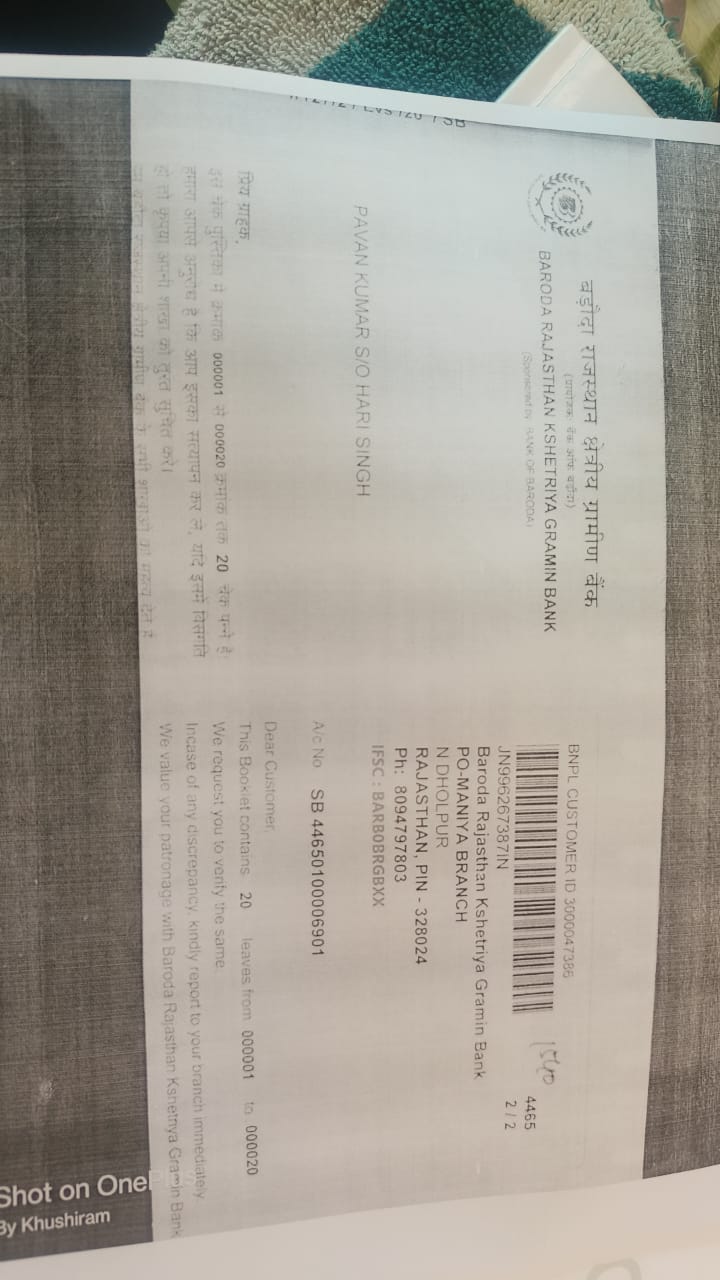 बड़ौदा राजस्थान क्षेत्रीय ग्रामीण बैंक
(प्रायोजक बैंक ऑफ बड़ौदा)
BARODA RAJASTHAN KSHETRIYA GRAMIN BANK
(Sponsored by BANK OF BARODA)
BNPL CUSTOMER ID 3000047386
1540
4465
2 / 2
JN996267387IN
Baroda Rajasthan Kshetriya Gramin Bank
PO-MANIYA BRANCH
N DHOLPUR
RAJASTHAN, PIN - 328024
Ph: 8094797803
IFSC : BARB0BRGBXX
PAVAN KUMAR S/O HARI SINGH
A/c No SB 44650100006901
प्रिय ग्राहक,
इस चेक पुस्तिका में क्रमांक 000001 से 000020 क्रमांक तक 20 चेक पन्ने है।
हमारा आपसे अनुरोध है कि आप इसका सत्यापन कर लें, यदि इसमें विसंगति
हो तो कृपया अपनी शाखा को तुरंत सूचित करें।
बड़ौदा राजस्थान क्षेत्रीय ग्रामीण बैंक के
Dear Customer,
This Booklet contains 20 leaves from 000001 to 000020
We request you to verify the same
Incase of any discrepancy, kindly report to your branch immediately.
We value your patronage with Baroda Rajasthan Kshetriya Gramin Bank
Shot on OnePlus
By Khushiram